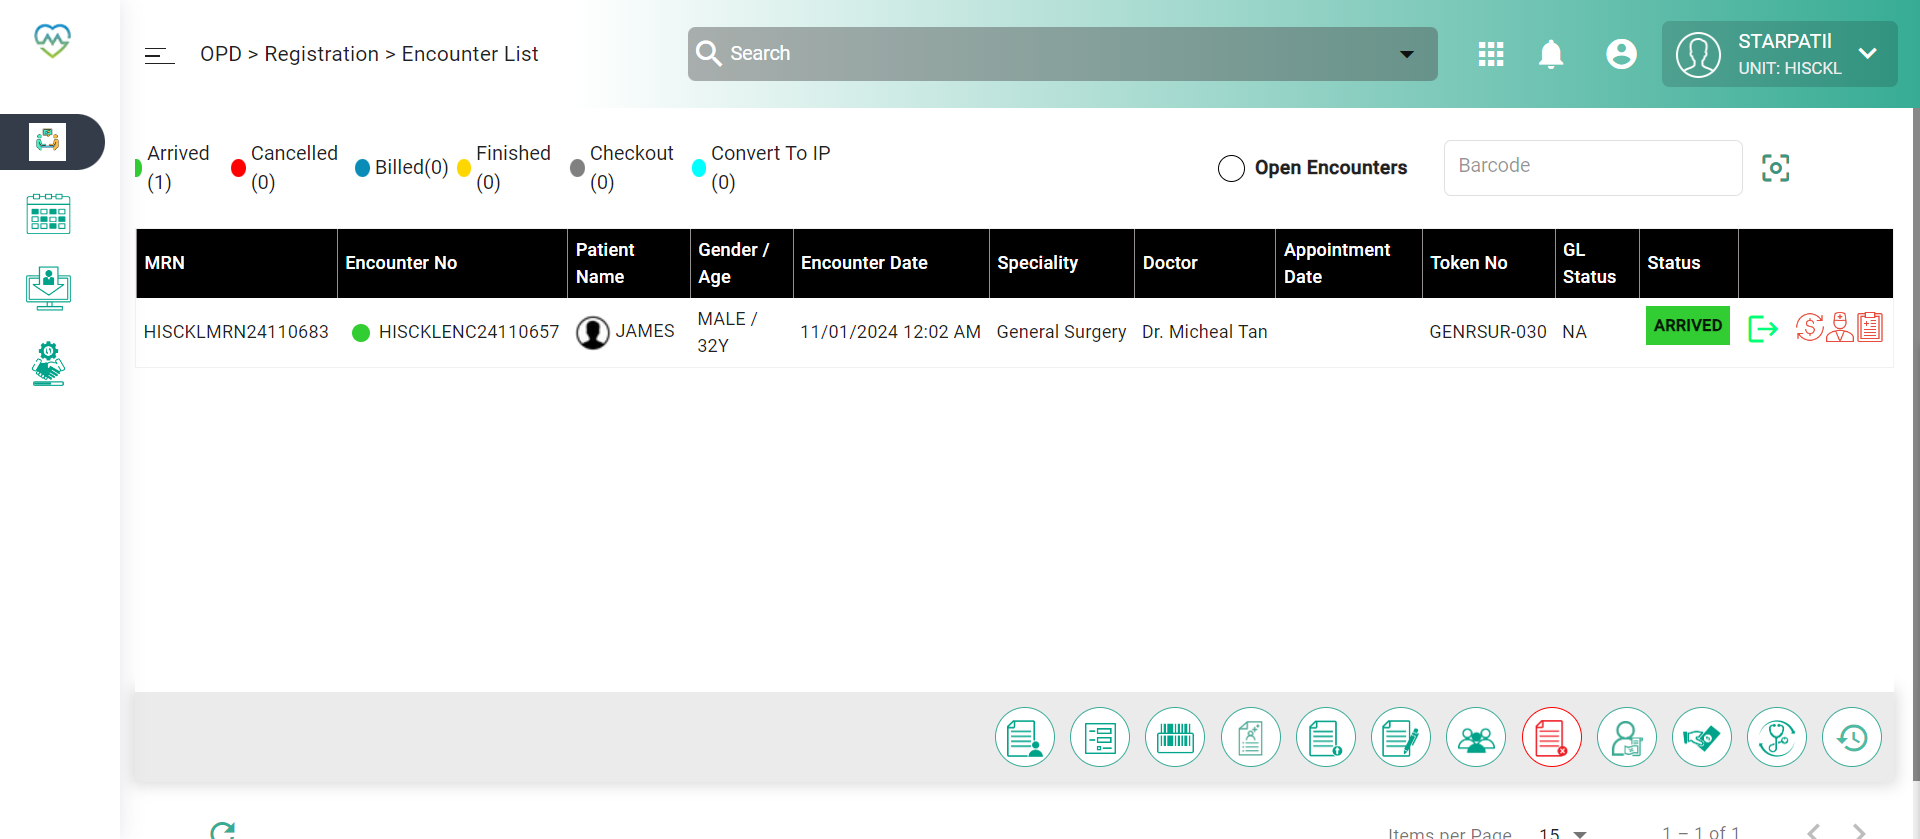 OPD > Registration > Encounter List
Search
STARPATII
UNIT: HISCKL
Arrived
(1)
Cancelled
(0)
Billed(0)
Finished
(0)
Checkout
(0)
Convert To IP
(0)
Open Encounters
Barcode
MRN
Encounter No
Patient
Name
Gender /
Age
Encounter Date
Speciality
Doctor
Appointment
Date
Token No
GL
Status
Status
HISCKLMRN24110683
HISCKLENC24110657
JAMES
MALE /
32Y
11/01/2024 12:02 AM
General Surgery
Dr. Micheal Tan
GENRSUR-030
NA
ARRIVED
Items per Page
15
1 – 1 of 1